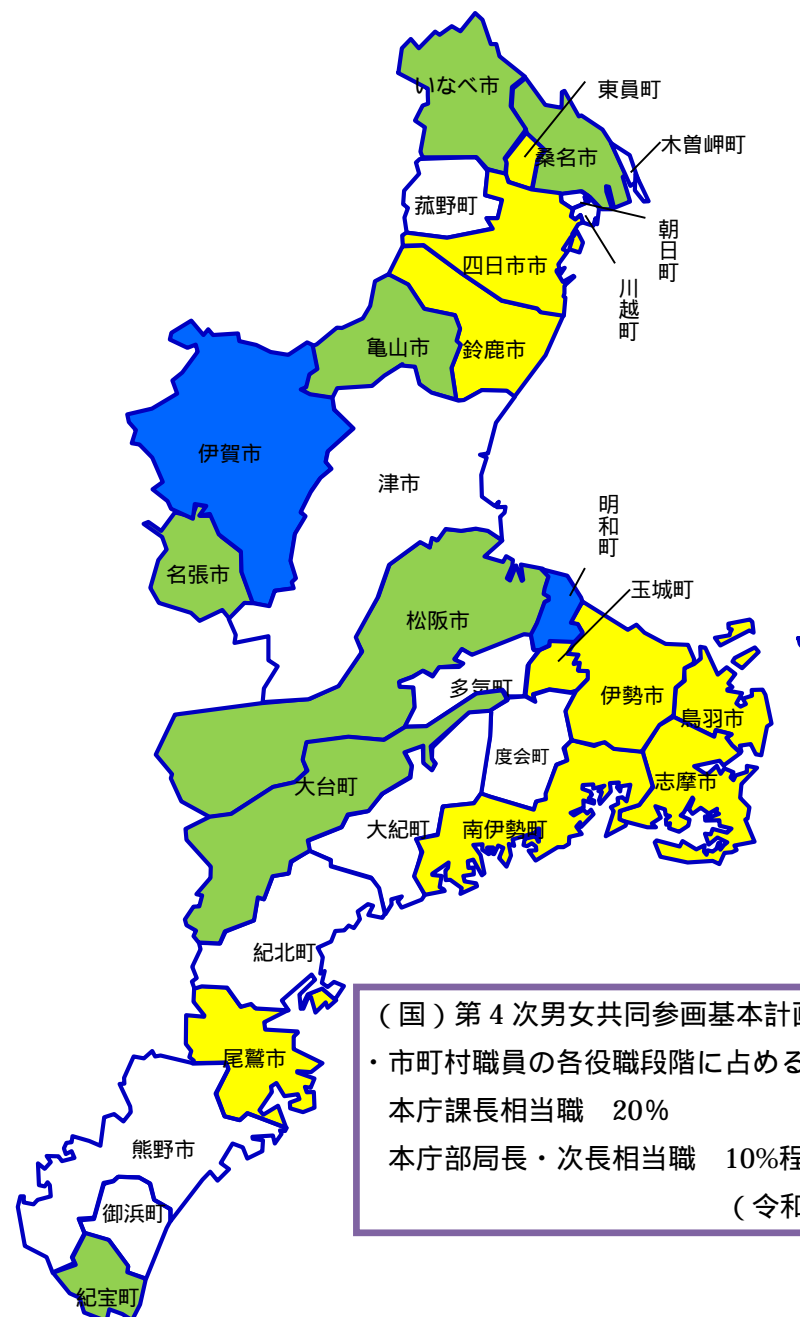 いなべ市
東員町
桑名市
木曽岬町
菰野町
朝日町
四日市市
川越町
亀山市
鈴鹿市
伊賀市
津市
明和町
名張市
玉城町
松阪市
多気町
伊勢市
鳥羽市
度会町
志摩市
大台町
大紀町
南伊勢町
紀北町
(国)第4次男女共同参画基本計画
・市町村職員の各役職段階に占める
本庁課長相当職 20%
本庁部局長・次長相当職 10%程
(令和
尾鷲市
熊野市
御浜町
紀宝町